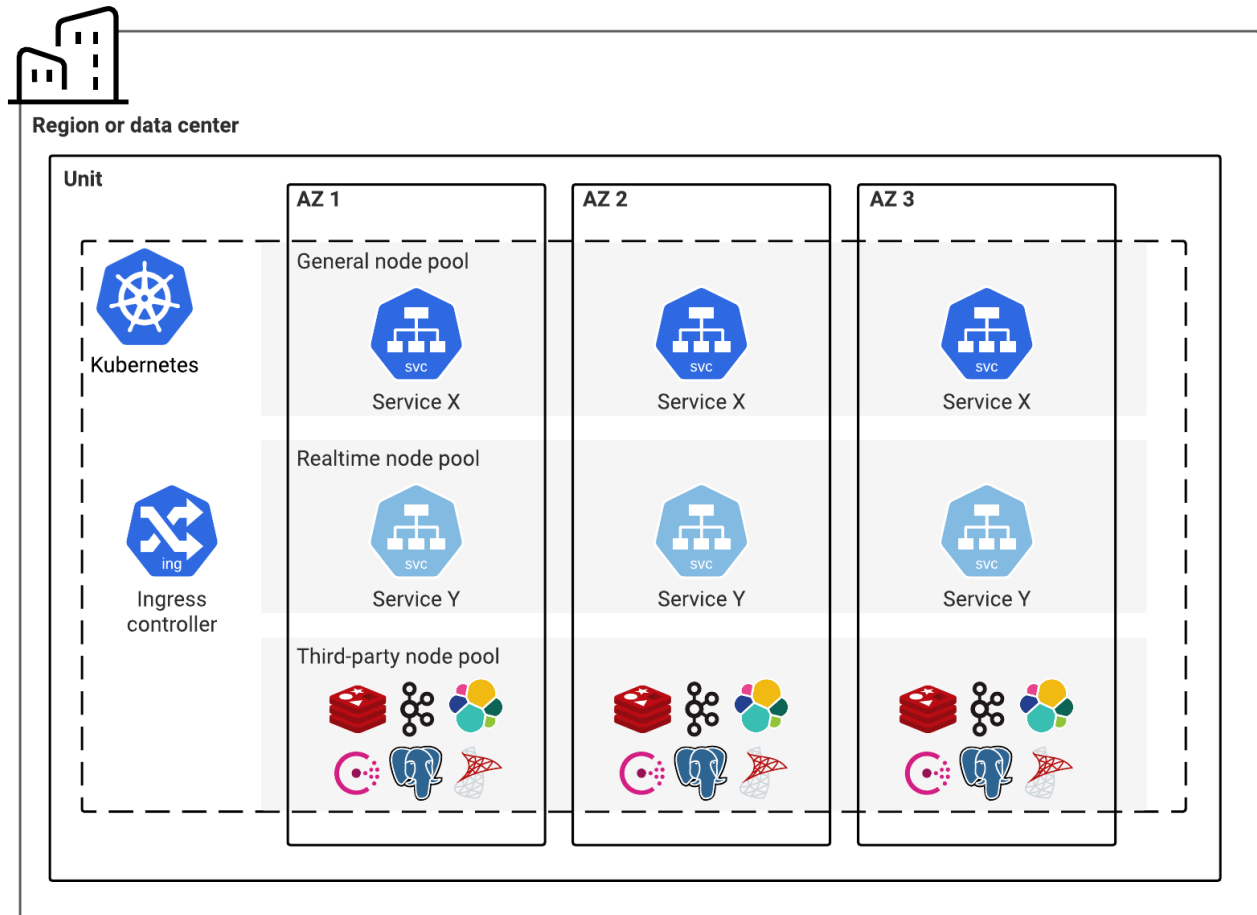 Region or data center
Unit
AZ 1
AZ 2
AZ 3
Kubernetes
General node pool
svc
svc
svc
Service X
Service X
Service X
Realtime node pool
ing
Ingress
controller
svc
svc
svc
Service Y
Service Y
Service Y
Third-party node pool